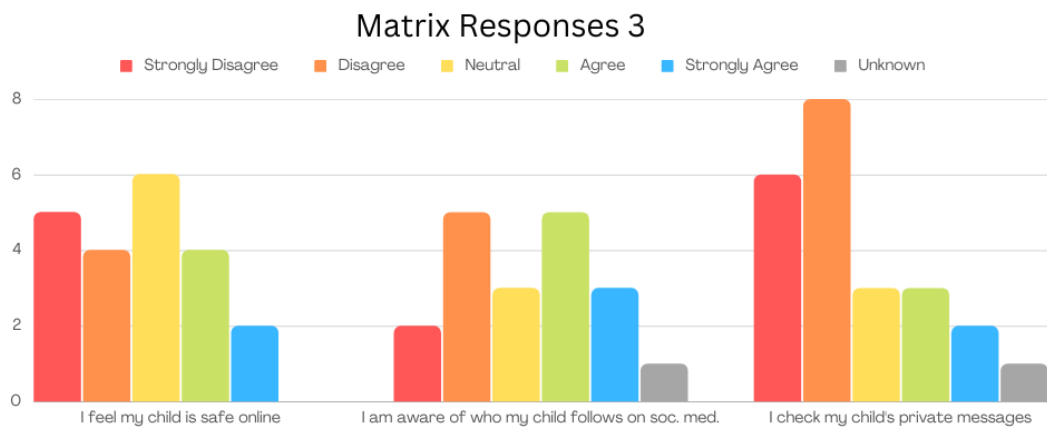 Matrix Responses 3
Strongly Disagree Disagree Neutral Agree Strongly Agree Unknown
8
6
4
2
0
I feel my child is safe online I am aware of who my child follows on soc. med. I check my child's private messages